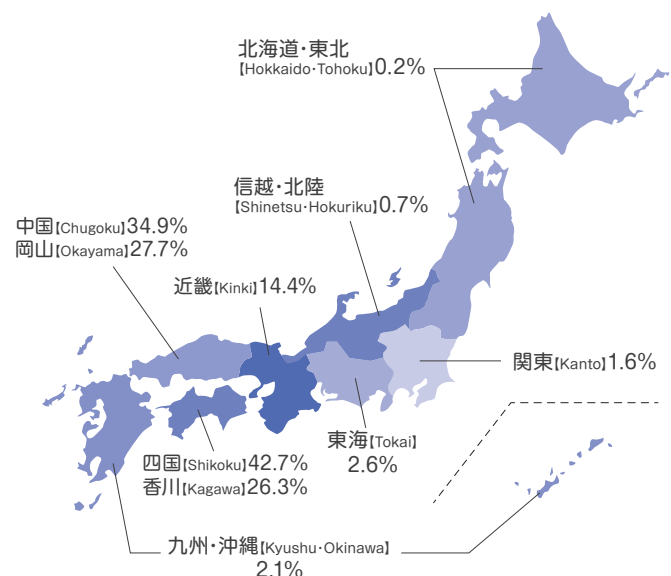 北海道・東北
【Hokkaido・Tohoku】0.2%
信越・北陸
【Shinetsu・Hokuriku】0.7%
中国【Chugoku】34.9%
岡山【Okayama】27.7%
近畿【Kinki】14.4%
関東【Kanto】1.6%
東海【Tokai】
2.6%
四国【Shikoku】42.7%
香川【Kagawa】26.3%
九州・沖縄【Kyushu・Okinawa】
2.1%